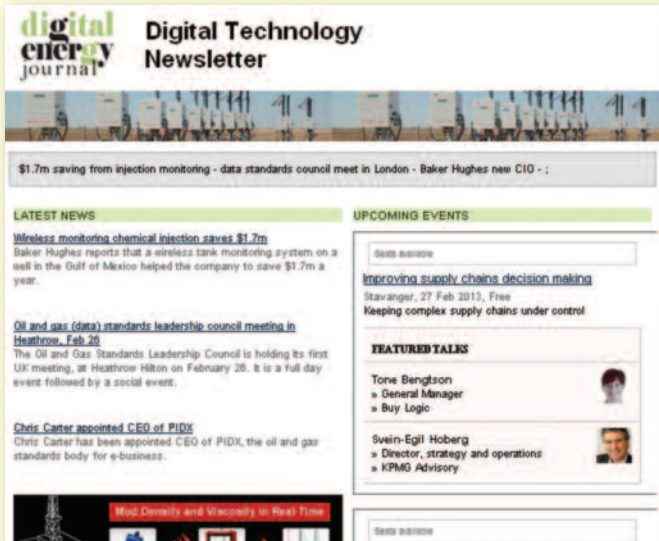 digital
energy
journal
Digital Technology
Newsletter
$1.7m saving from injection monitoring - data standards council meet in London - Baker Hughes new CIO - ;
LATEST NEWS
Wireless monitoring chemical injection saves $1.7m
Baker Hughes reports that a wireless tank monitoring system on a
well in the Gulf of Mexico helped the company to save $1.7m a
year.
Oil and gas (data) standards leadership council meeting in
Heathrow, Feb 26
The Oil and Gas Standards Leadership Council is holding its first
UK meeting, at Heathrow Hilton on February 26. It is a full day
event followed by a social event.
Chris Carter appointed CEO of PIDX
Chris Carter has been appointed CEO of PIDX, the oil and gas
standards body for e-business.
Mud Density and Viscosity in Real-Time
UPCOMING EVENTS
Seats available
Improving supply chains decision making
Stavanger, 27 Feb 2013, Free
Keeping complex supply chains under control
FEATURED TALKS
Tone Bengtson
» General Manager
» Buy Logic
Svein-Egil Hoberg
» Director, strategy and operations
» KPMG Advisory
Seats available